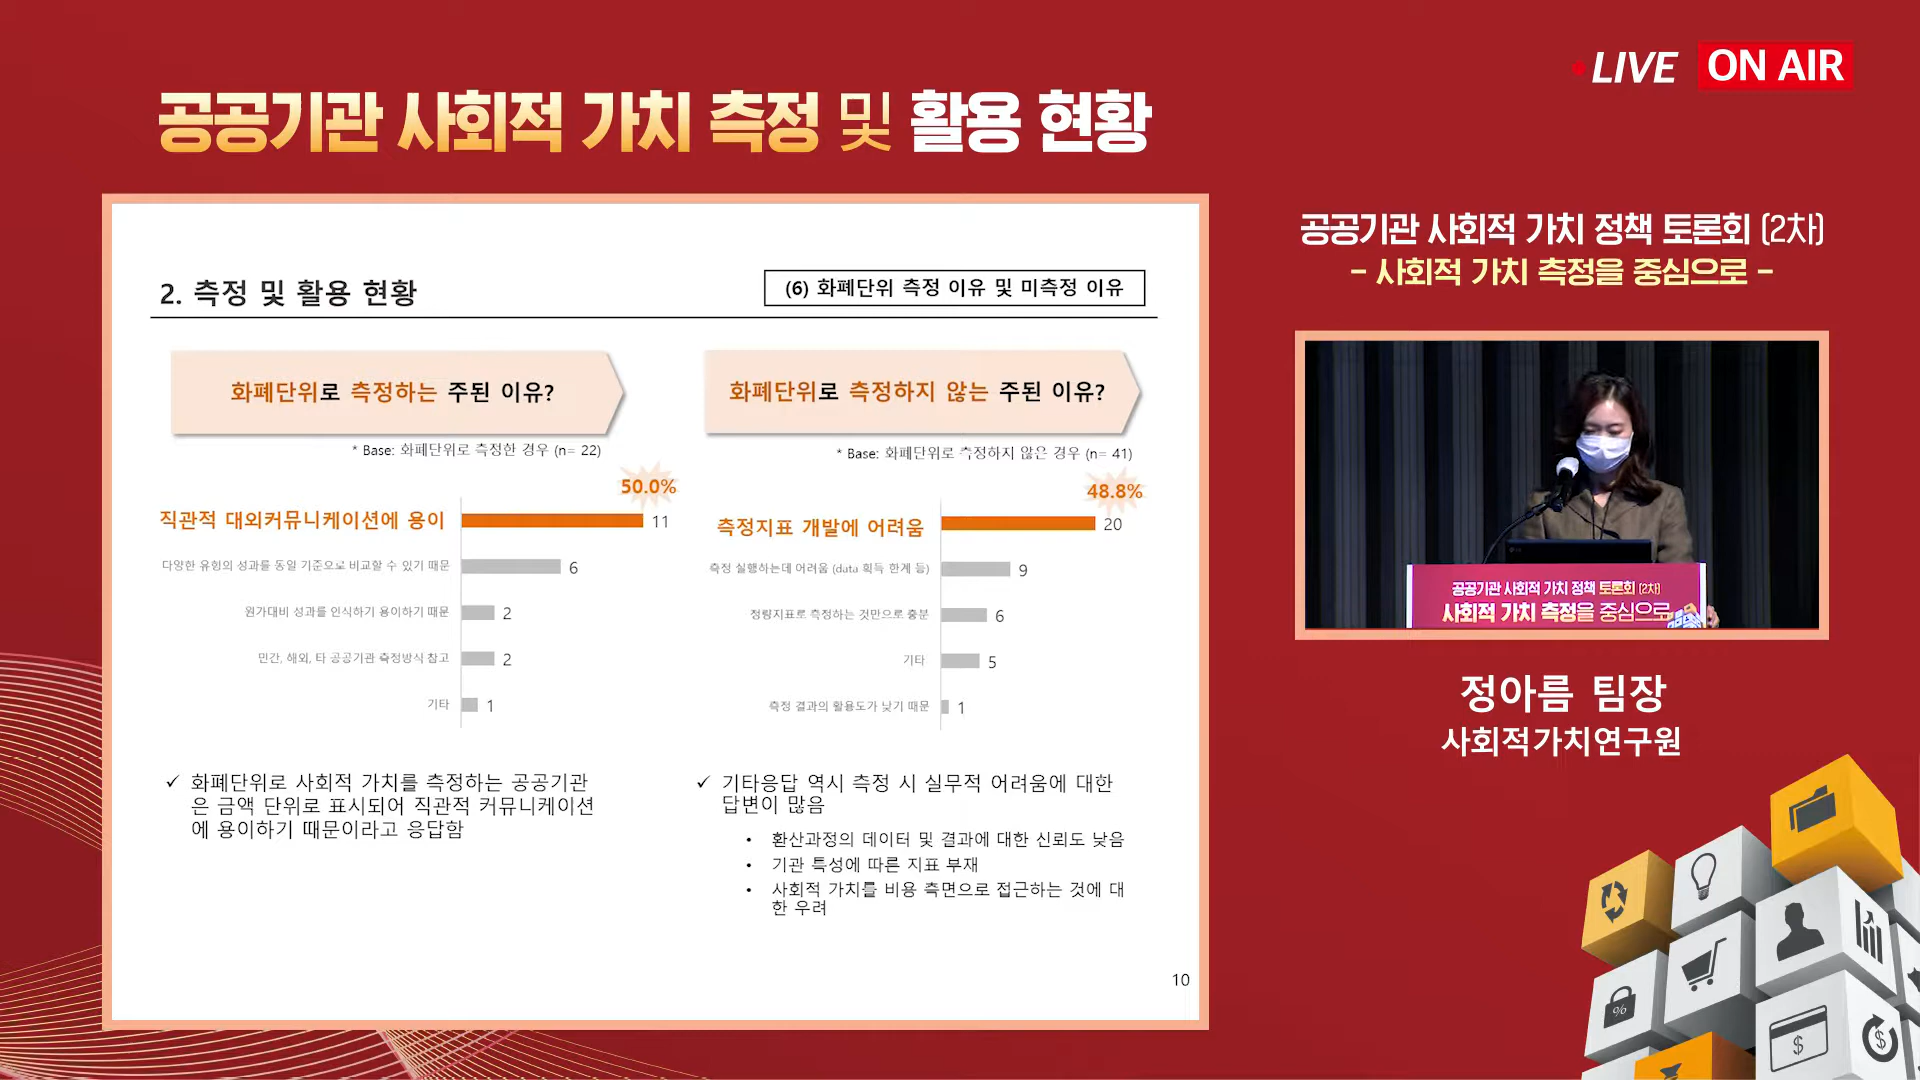 LIVE ON AIR
공공기관 사회적 가치 측정 및 활용 현황
2. 측정 및 활용 현황
(6) 화폐단위 측정 이유 및 미측정 이유
화폐단위로 측정하는 주된 이유?
* Base: 화폐단위로 측정한 경우 (n= 22)
50.0%
직관적 대외커뮤니케이션에 용이 11
다양한 유형의 성과를 동일 기준으로 비교할 수 있기 때문 6
원가대비 성과를 인식하기 용이하기 때문 2
민간, 해외, 타 공공기관 측정방식 참고 2
기타 1
✓ 화폐단위로 사회적 가치를 측정하는 공공기관
은 금액 단위로 표시되어 직관적 커뮤니케이션
에 용이하기 때문이라고 응답함
화폐단위로 측정하지 않는 주된 이유?
* Base: 화폐단위로 측정하지 않은 경우 (n= 41)
48.8%
측정지표 개발에 어려움 20
측정 실행하는데 어려움 (data 획득 한계 등) 9
정량지표로 측정하는 것만으로 충분 6
기타 5
측정 결과의 활용도가 낮기 때문 1
✓ 기타응답 역시 측정 시 실무적 어려움에 대한
답변이 많음
• 환산과정의 데이터 및 결과에 대한 신뢰도 낮음
• 기관 특성에 따른 지표 부재
• 사회적 가치를 비용 측면으로 접근하는 것에 대
한 우려
10
공공기관 사회적 가치 정책 토론회 (2차)
- 사회적 가치 측정을 중심으로 -
공공기관 사회적 가치 정책 토론회 (2차)
사회적 가치 측정을 중심으로
정아름 팀장
사회적가치연구원
%
$
$